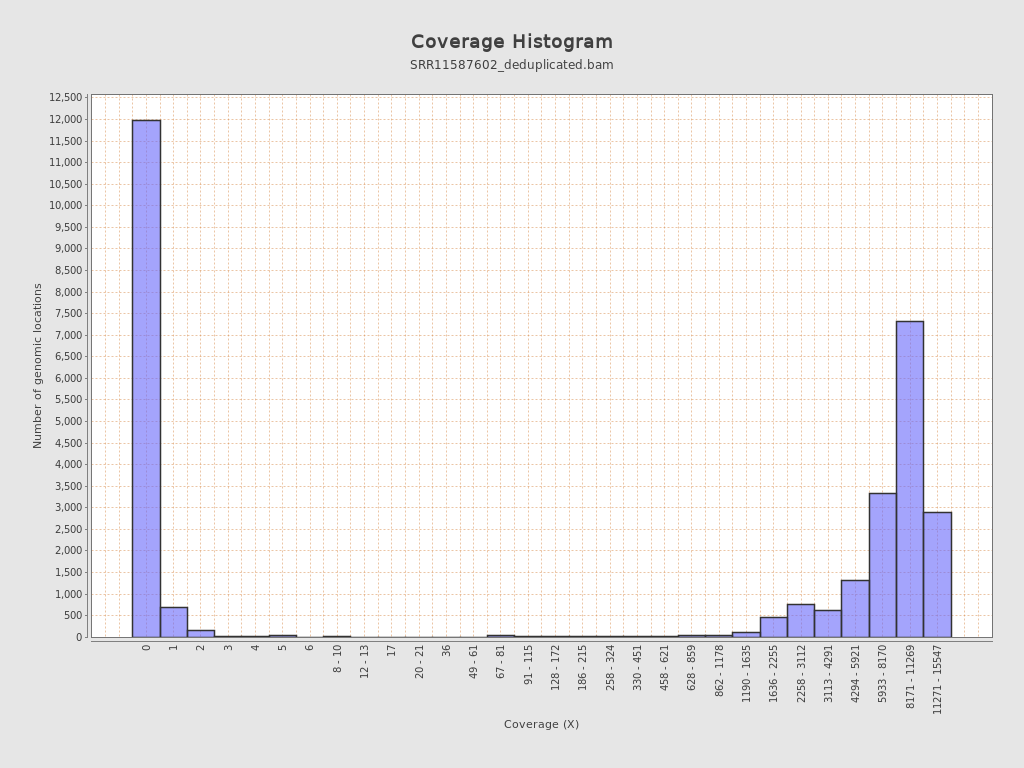 Coverage Histogram
SRR11587602_deduplicated.bam
12,500
12,000
11,500
11,000
10,500
10,000
9,500
9,000
8,500
8,000
7,500
7,000
6,500
6,000
5,500
5,000
4,500
4,000
3,500
3,000
2,500
2,000
1,500
1,000
500
0
Number of genomic locations
0
1
2
3
4
5
6
8 - 10
12 - 13
17
20 - 21
36
49 - 61
67 - 81
91 - 115
128 - 172
186 - 215
258 - 324
330 - 451
458 - 621
628 - 859
862 - 1178
1190 - 1635
1636 - 2255
2258 - 3112
3113 - 4291
4294 - 5921
5933 - 8170
8171 - 11269
11271 - 15547
Coverage (X)